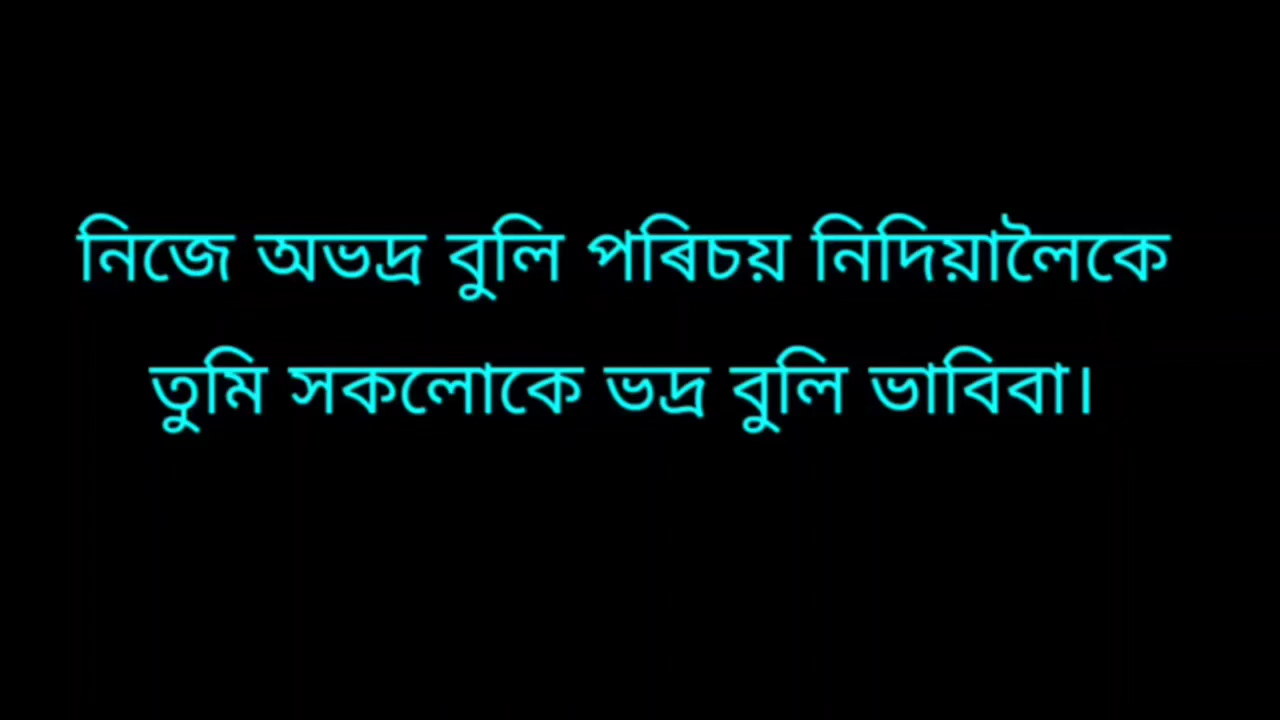 নিজে অভদ্ৰ বুলি পৰিচয় নিদিয়ালৈকে
তুমি সকলোকে ভদ্ৰ বুলি ভাবিবা।